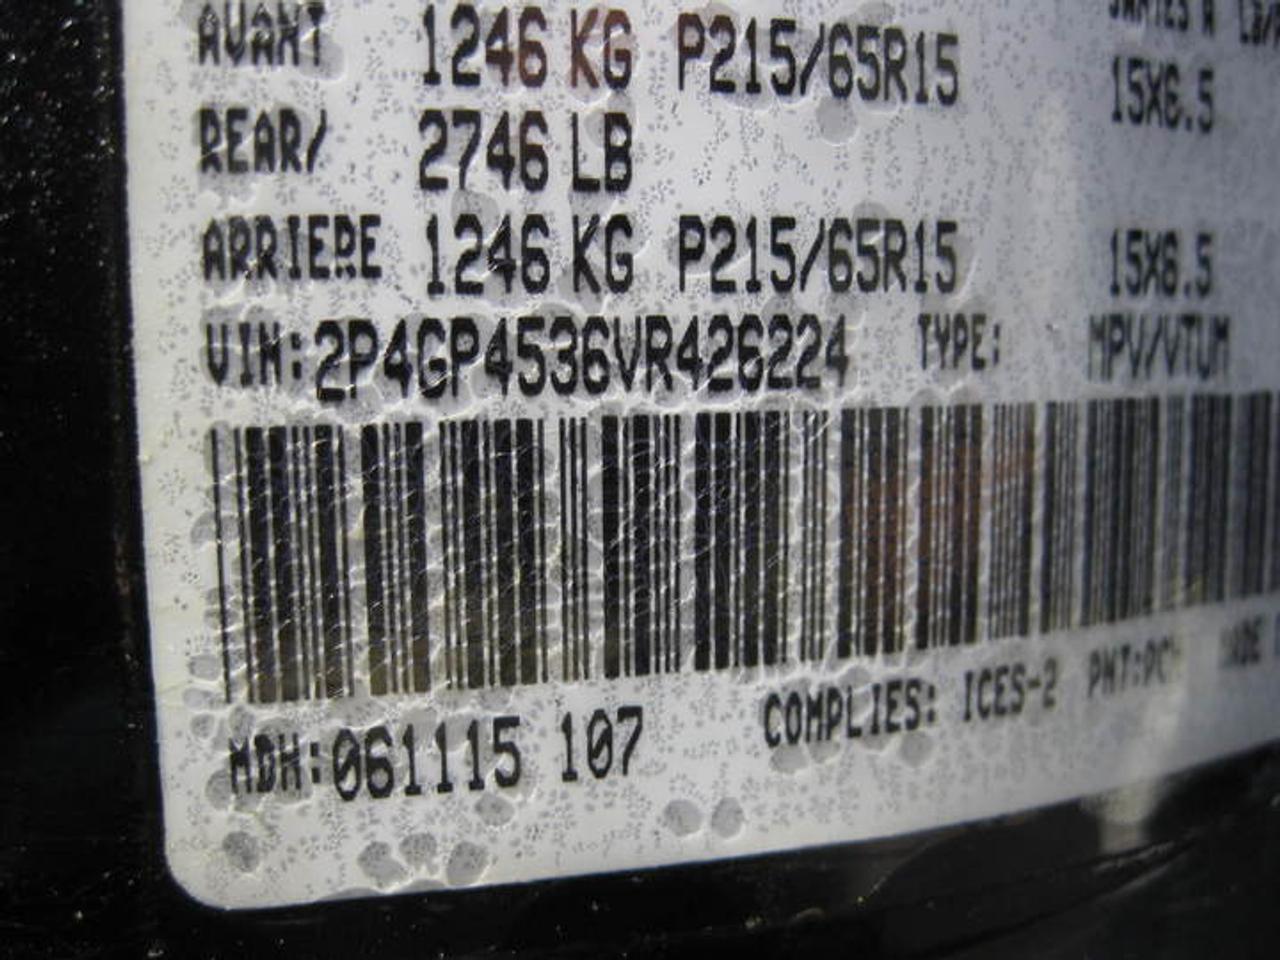 AVANT 1246 KG P215/65R15 15X6.5
REAR/ 2746 LB
ARRIERE 1246 KG P215/65R15 15X6.5
VIN:2P4GP4536VR426224 TYPE: MPV/VTUM
MDH:061115 107 COMPLIES: ICES-2